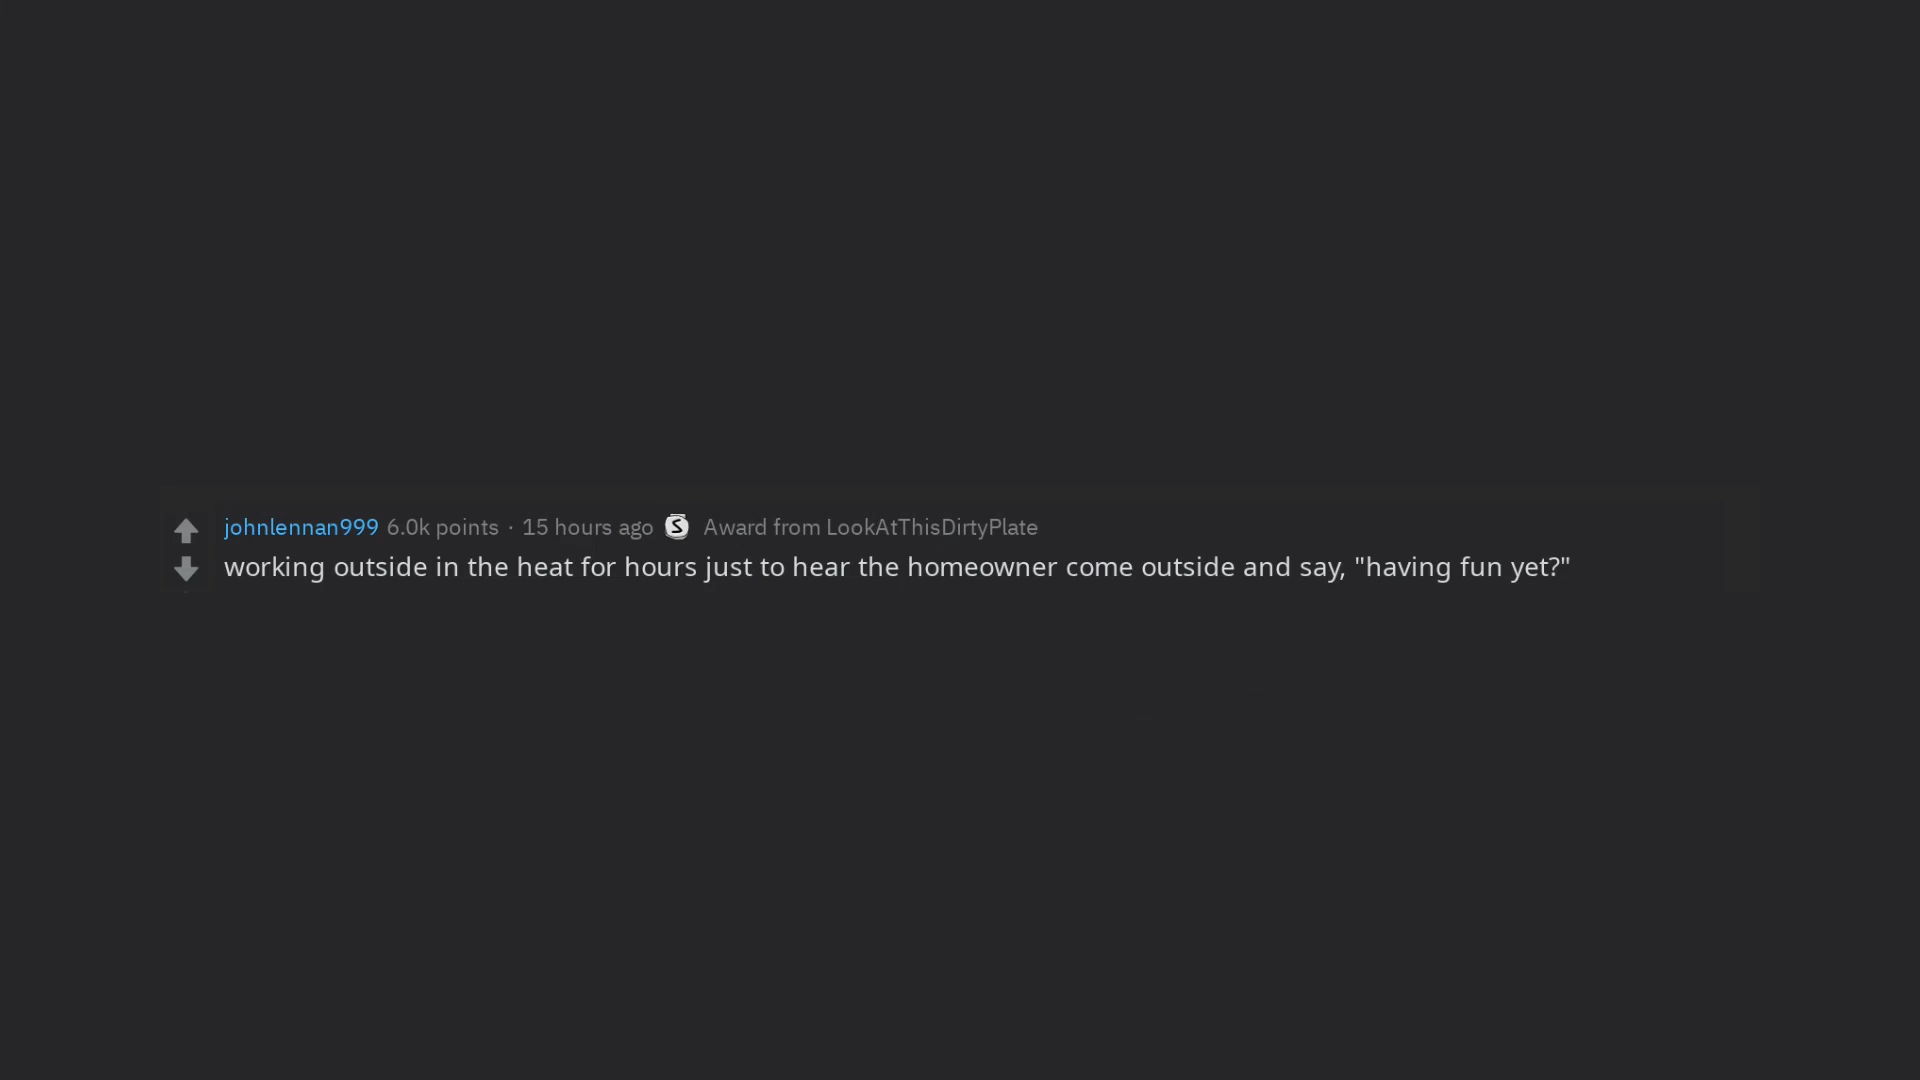 johnlennan999 6.0k points · 15 hours ago S Award from LookAtThisDirtyPlate
working outside in the heat for hours just to hear the homeowner come outside and say, "having fun yet?"